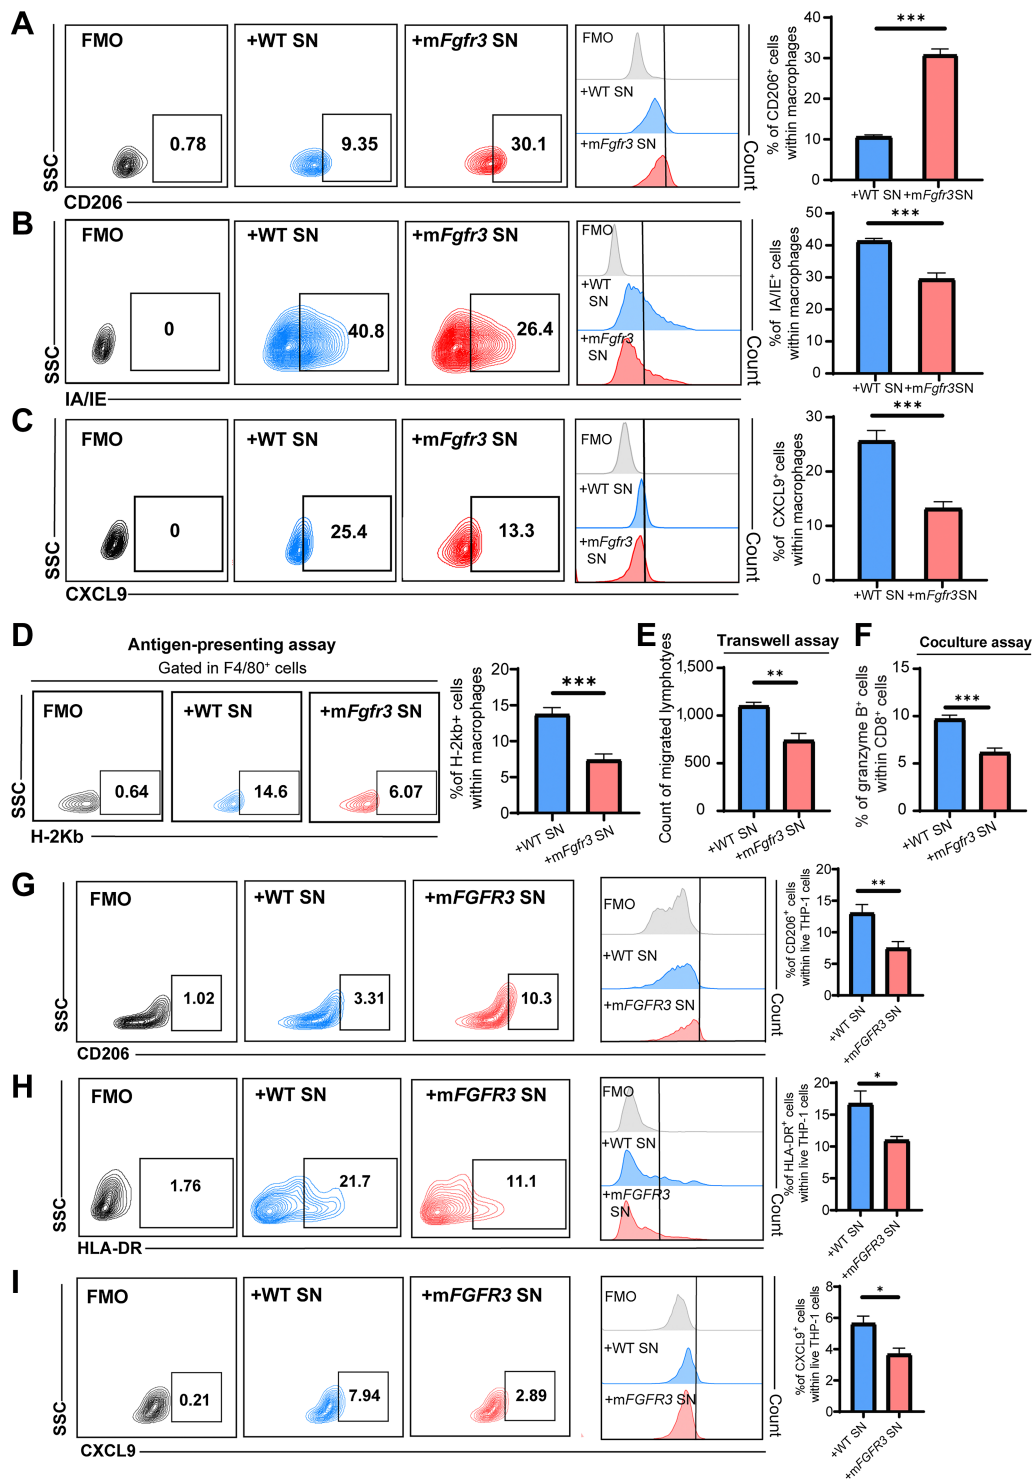 A
FMO
+WT SN
+mFgfr3 SN
0.78
9.35
30.1
SSC
CD206
FMO
+WT SN
+mFgfr3 SN
Count
% of CD206⁺ cells
within macrophages
40
30
20
10
0
***
+WT SN
+mFgfr3SN
B
FMO
+WT SN
+mFgfr3 SN
0
40.8
26.4
SSC
IA/IE
FMO
+WT
SN
+mFgfr3
SN
Count
%of IA/IE⁺ cells
within macrophages
50
40
30
20
10
0
***
+WT SN
+mFgfr3SN
C
FMO
+WT SN
+mFgfr3 SN
0
25.4
13.3
SSC
CXCL9
FMO
+WT SN
+mFgfr3
SN
Count
%of CXCL9⁺ cells
within macrophages
30
20
10
0
***
+WT SN
+mFgfr3SN
D
Antigen-presenting assay
Gated in F4/80⁺ cells
FMO
+WT SN
+mFgfr3 SN
0.64
14.6
6.07
SSC
H-2Kb
%of H-2kb+ cells
within macrophages
20
15
10
5
0
***
+WT SN
+mFgfr3 SN
E
Transwell assay
Count of migrated lymphotyes
1,500
1,000
500
0
**
+WT SN
+mFgfr3 SN
F
Coculture assay
% of granzyme B⁺ cells
within CD8⁺ cells
15
10
5
0
***
+WT SN
+mFgfr3 SN
G
FMO
+WT SN
+mFGFR3 SN
1.02
3.31
10.3
SSC
CD206
FMO
+WT SN
+mFGFR3 SN
Count
%of CD206⁺ cells
within live THP-1 cells
20
15
10
5
0
**
+WT SN
+mFGFR3 SN
H
FMO
+WT SN
+mFGFR3 SN
1.76
21.7
11.1
SSC
HLA-DR
FMO
+WT SN
+mFGFR3
SN
Count
%of HLA-DR⁺ cells
within live THP-1 cells
20
15
10
5
0
*
+WT SN
+mFGFR3 SN
I
FMO
+WT SN
+mFGFR3 SN
0.21
7.94
2.89
SSC
CXCL9
FMO
+WT SN
+mFGFR3 SN
Count
%of CXCL9⁺ cells
within live THP-1 cells
8
6
4
2
0
*
+WT SN
+mFGFR3 SN